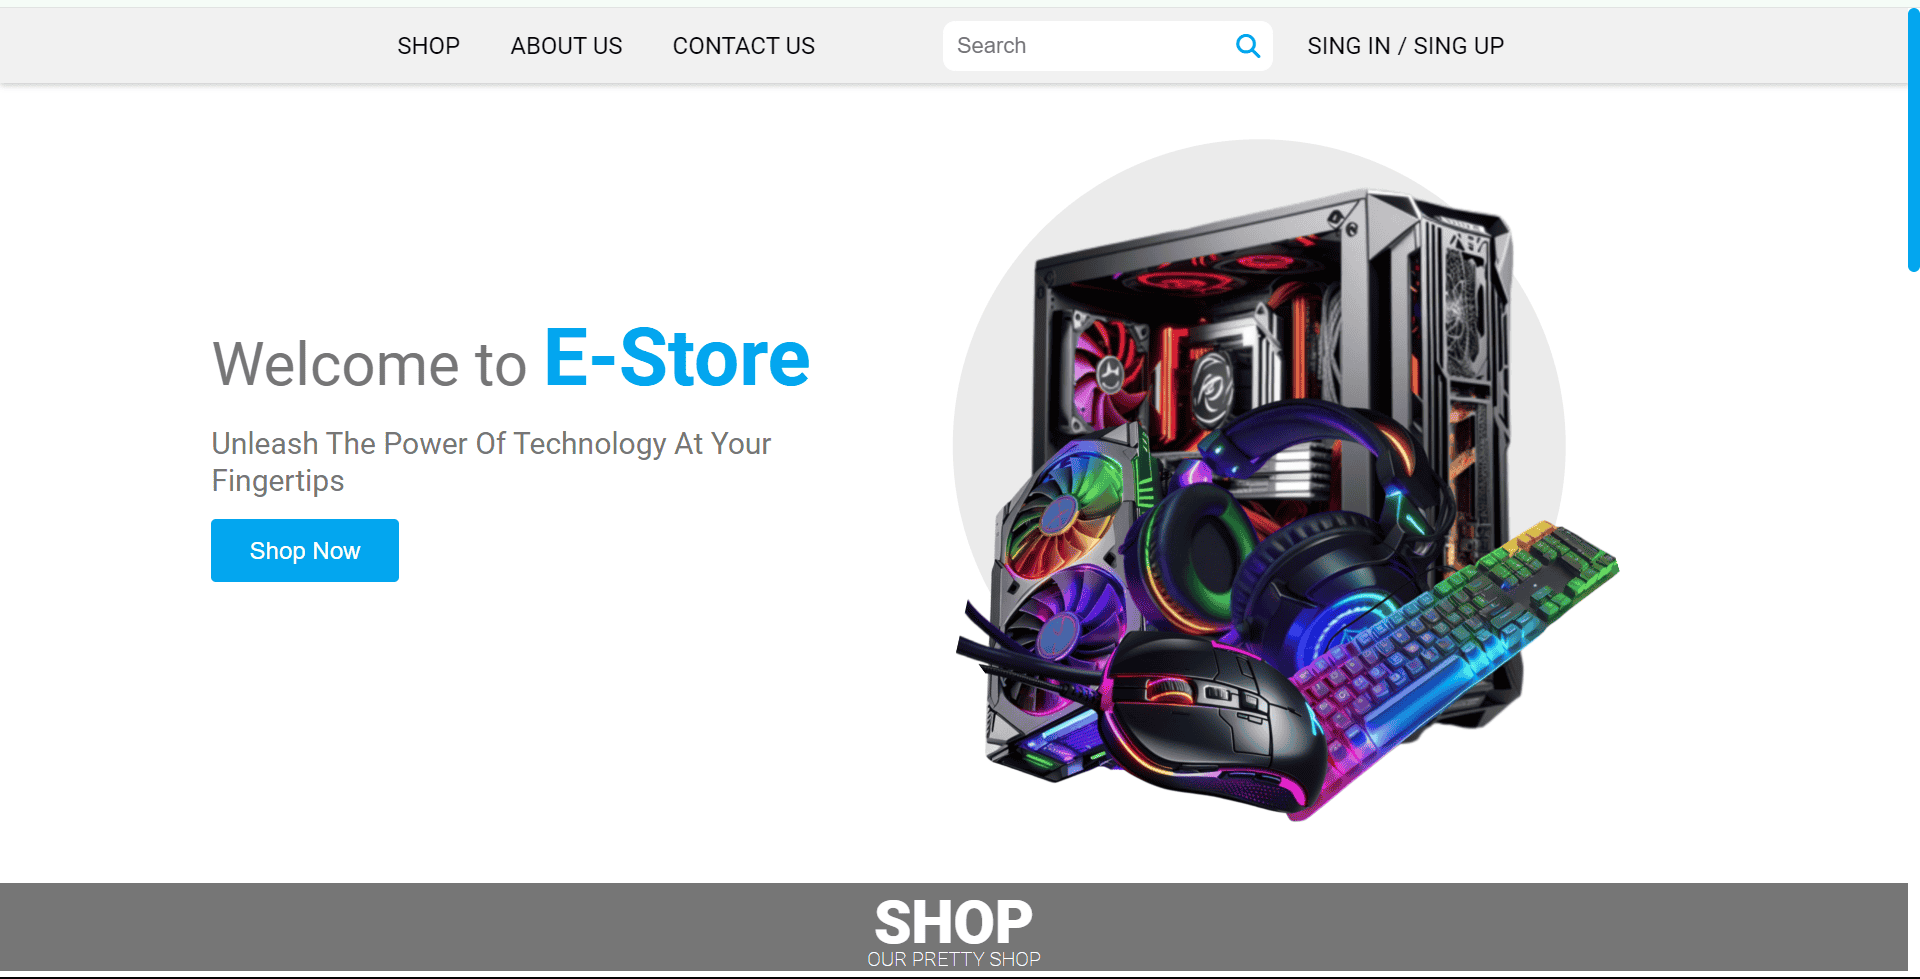 SHOP ABOUT US CONTACT US Search SING IN / SING UP
Welcome to E-Store
Unleash The Power Of Technology At Your
Fingertips
Shop Now
SHOP
OUR PRETTY SHOP